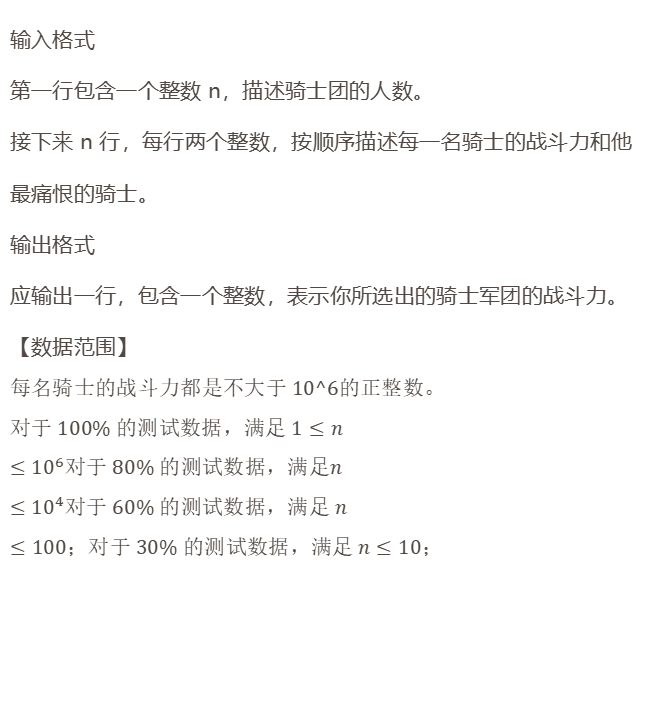 输入格式
第一行包含一个整数 n，描述骑士团的人数。
接下来 n 行，每行两个整数，按顺序描述每一名骑士的战斗力和他
最痛恨的骑士。
输出格式
应输出一行，包含一个整数，表示你所选出的骑士军团的战斗力。
【数据范围】
每名骑士的战斗力都是不大于 10^6的正整数。
对于 100% 的测试数据，满足 1 ≤ n
≤ 10⁶对于 80% 的测试数据，满足n
≤ 10⁴对于 60% 的测试数据，满足 n
≤ 100；对于 30% 的测试数据，满足 n ≤ 10；